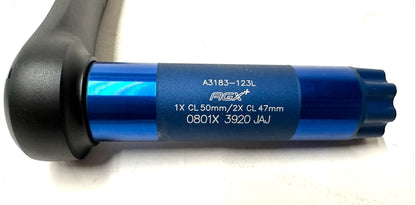 A3183-123L
AGX+
1X CL 50mm/2X CL 47mm
0801X 3920 JAJ